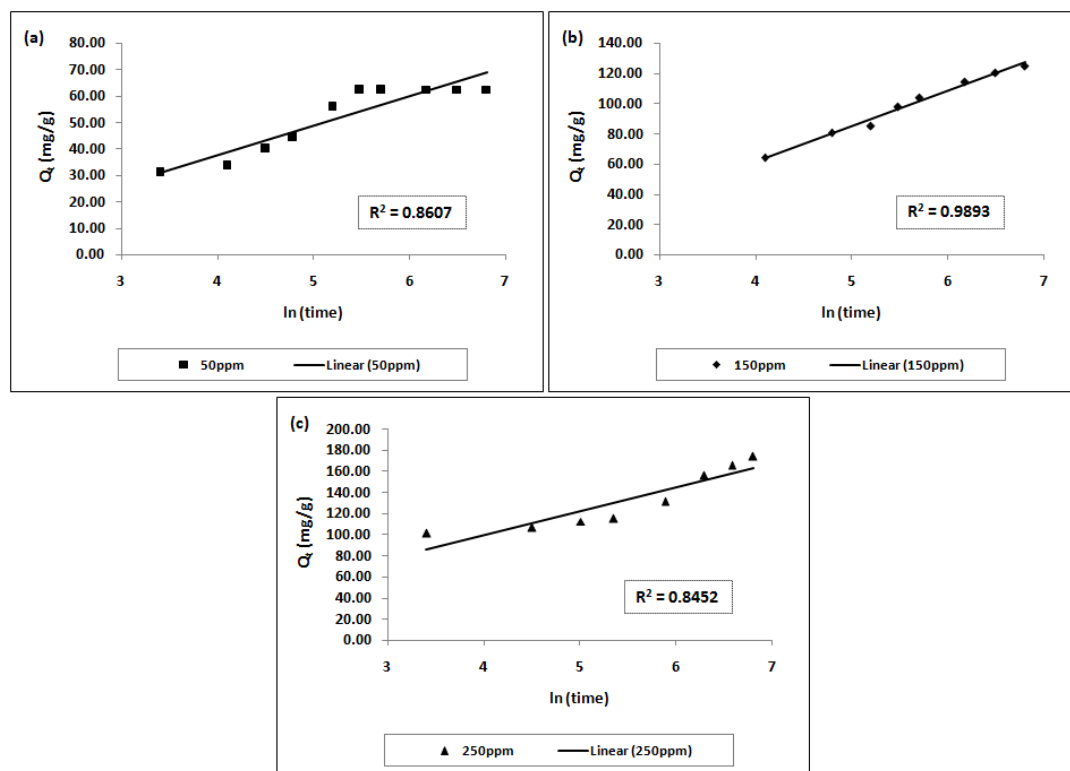 (a)
80.00
70.00
60.00
50.00
40.00
30.00
20.00
10.00
0.00
Qt (mg/g)
3 4 5 6 7
ln (time)
R² = 0.8607
50ppm Linear (50ppm)
(b)
140.00
120.00
100.00
80.00
60.00
40.00
20.00
0.00
Qt (mg/g)
3 4 5 6 7
ln (time)
R² = 0.9893
150ppm Linear (150ppm)
(c)
200.00
180.00
160.00
140.00
120.00
100.00
80.00
60.00
40.00
20.00
0.00
Qt (mg/g)
3 4 5 6 7
ln (time)
R² = 0.8452
250ppm Linear (250ppm)